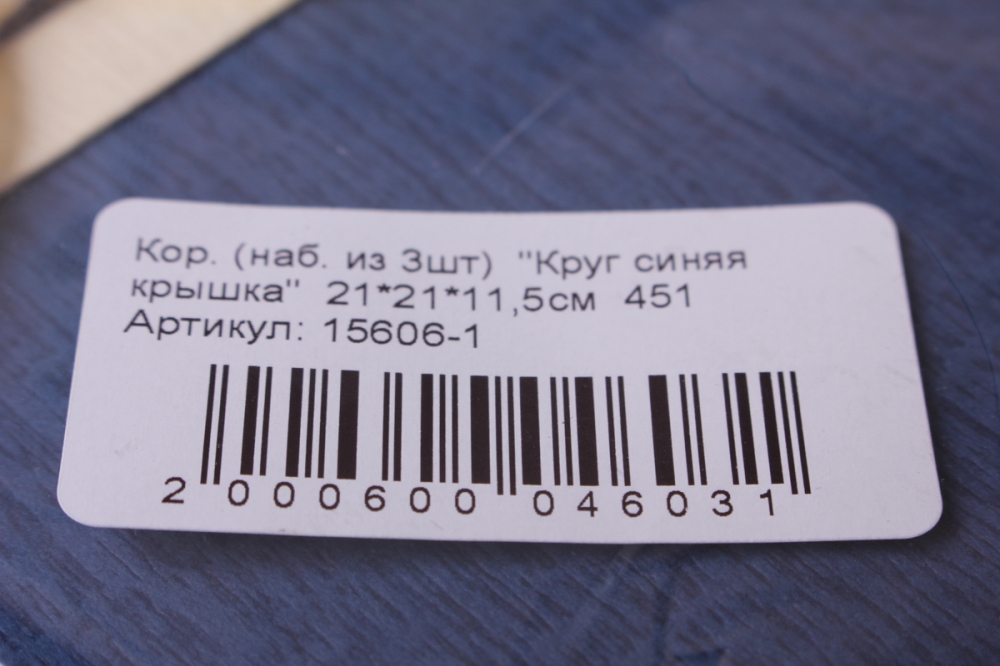 Кор. (наб. из 3шт) "Круг синяя
крышка" 21*21*11,5см 451
Артикул: 15606-1
2 000600 046031